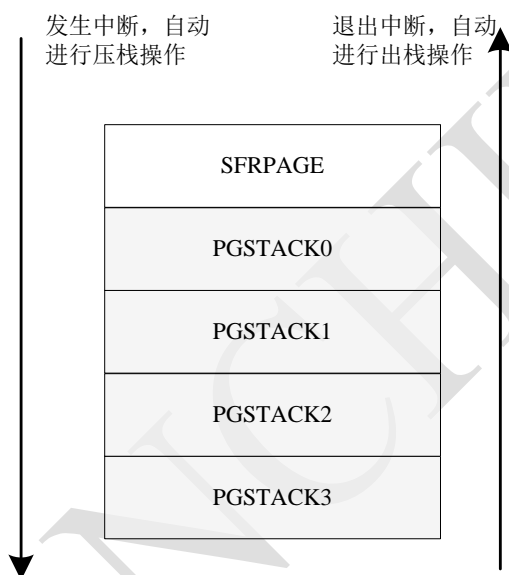 发生中断，自动
进行压栈操作
退出中断，自动
进行出栈操作
SFRPAGE
PGSTACK0
PGSTACK1
PGSTACK2
PGSTACK3